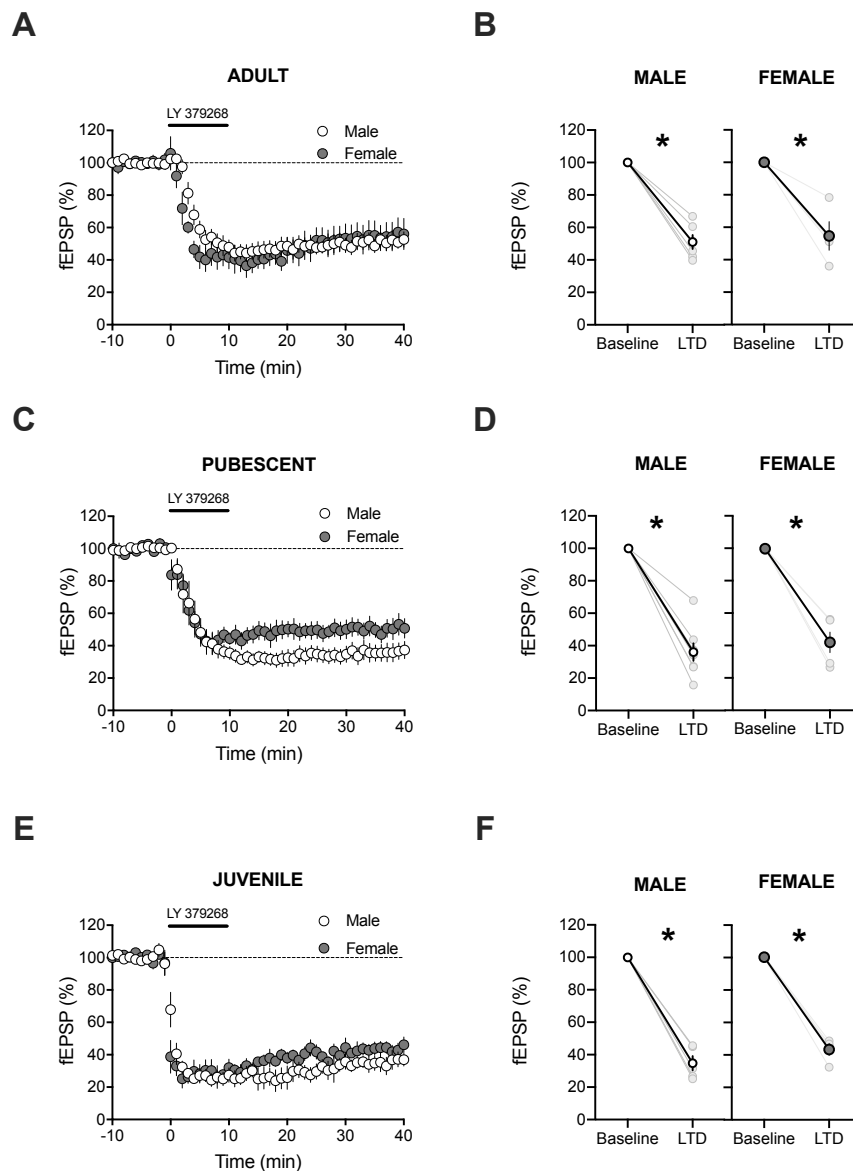 A
ADULT
LY 379268
Male
Female
120
100
80
60
40
20
0
fEPSP (%)
-10 0 10 20 30 40
Time (min)
B
MALE FEMALE
* *
120
100
80
60
40
20
0
fEPSP (%)
Baseline LTD Baseline LTD
C
PUBESCENT
LY 379268
Male
Female
120
100
80
60
40
20
0
fEPSP (%)
-10 0 10 20 30 40
Time (min)
D
MALE FEMALE
* *
120
100
80
60
40
20
0
fEPSP (%)
Baseline LTD Baseline LTD
E
JUVENILE
LY 379268
Male
Female
120
100
80
60
40
20
0
fEPSP (%)
-10 0 10 20 30 40
Time (min)
F
MALE FEMALE
* *
120
100
80
60
40
20
0
fEPSP (%)
Baseline LTD Baseline LTD